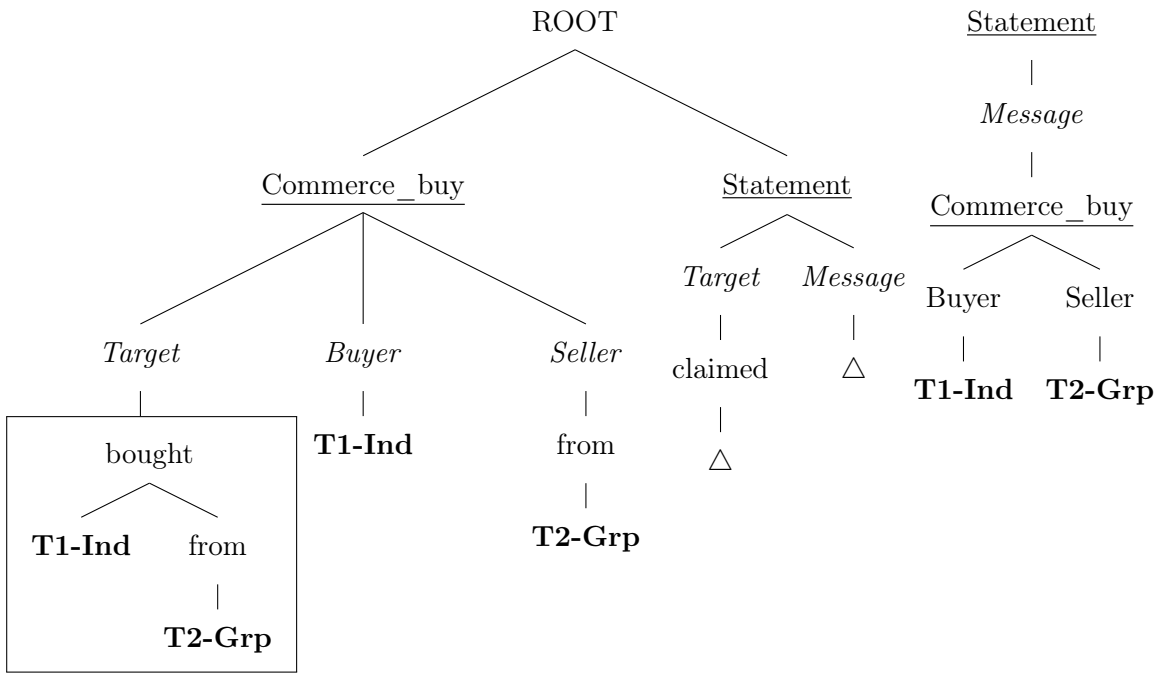 ROOT
Commerce_buy Statement
Target Message
Target Buyer Seller claimed △
bought T1-Ind from △
T1-Ind from T2-Grp
T2-Grp
Statement
Message
Commerce_buy
Buyer Seller
T1-Ind T2-Grp